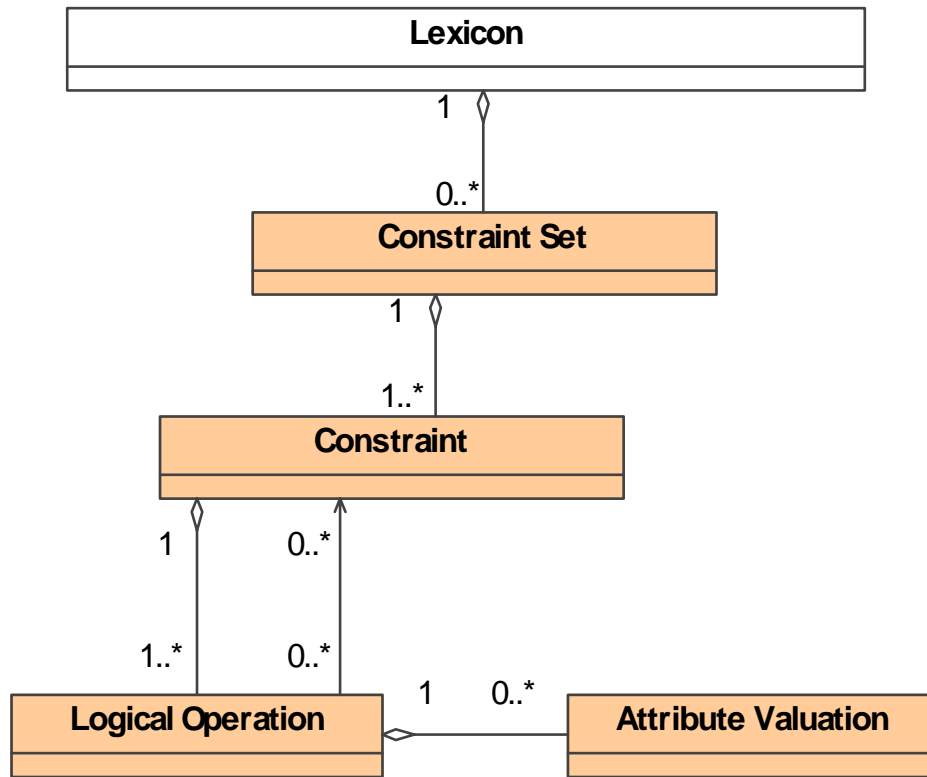 Lexicon
1
0..*
Constraint Set
1
1..*
Constraint
1 0..*
1..* 0..*
1 0..*
Logical Operation Attribute Valuation